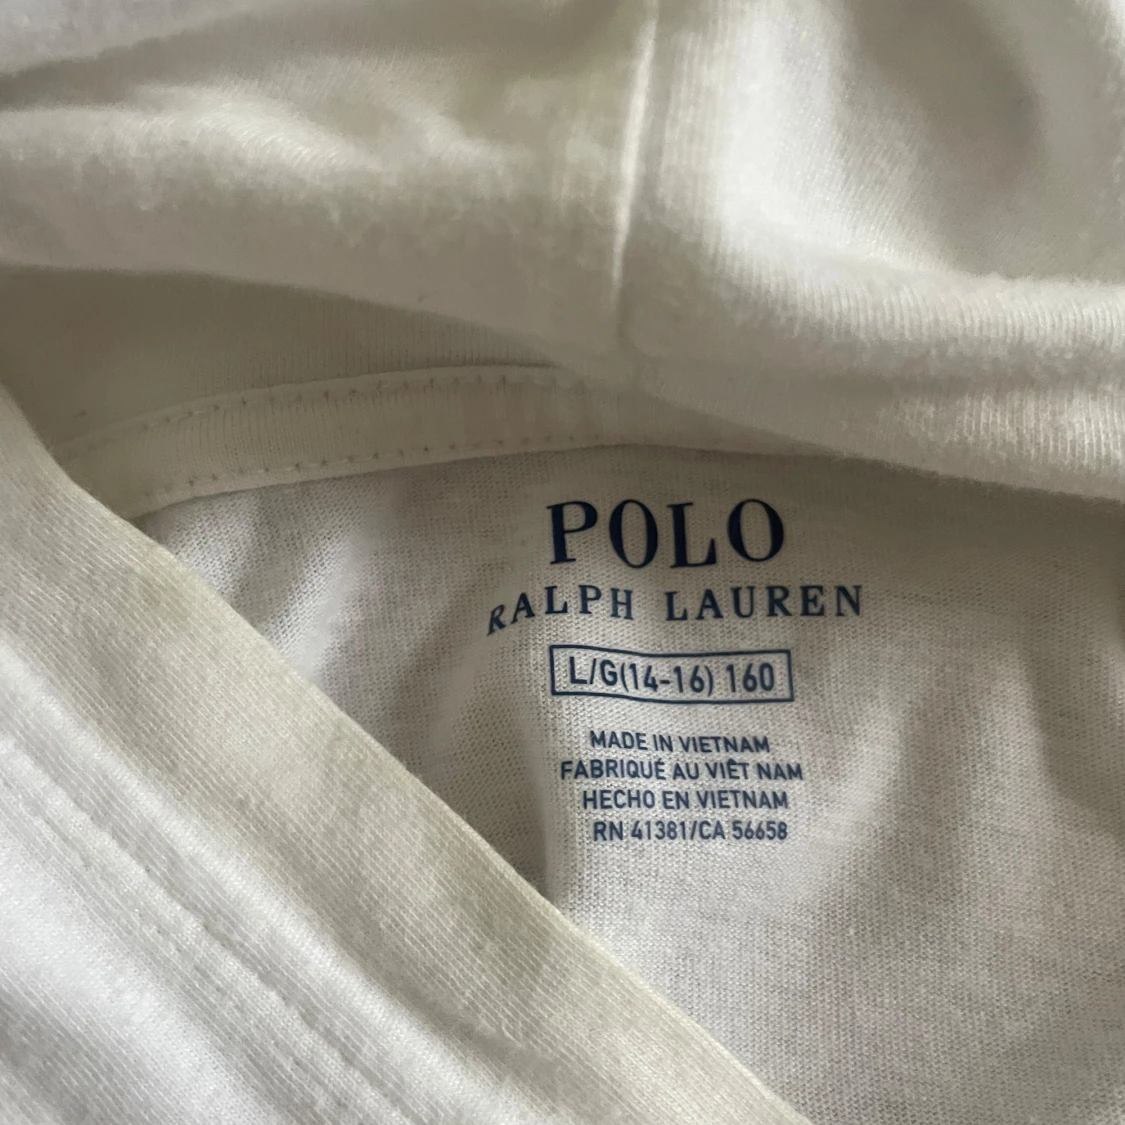 POLO
RALPH LAUREN
L/G(14-16) 160
MADE IN VIETNAM
FABRIQUÉ AU VIÊT NAM
HECHO EN VIETNAM
RN 41381/CA 56658